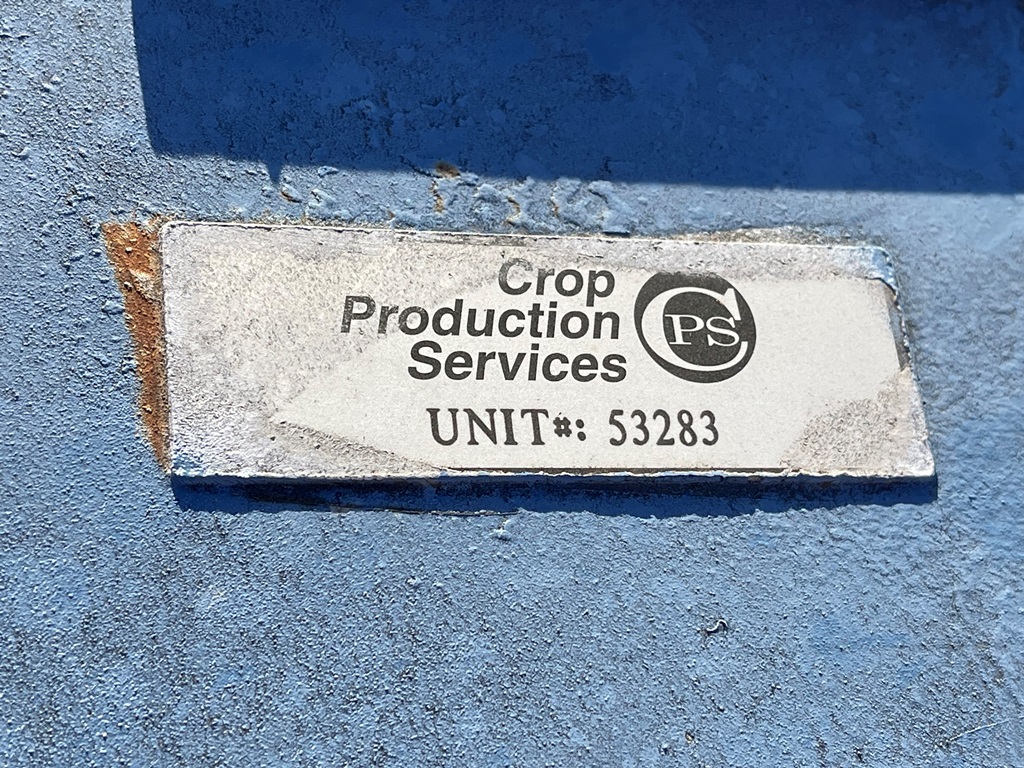 Crop
Production
Services
CPS
UNIT#: 53283